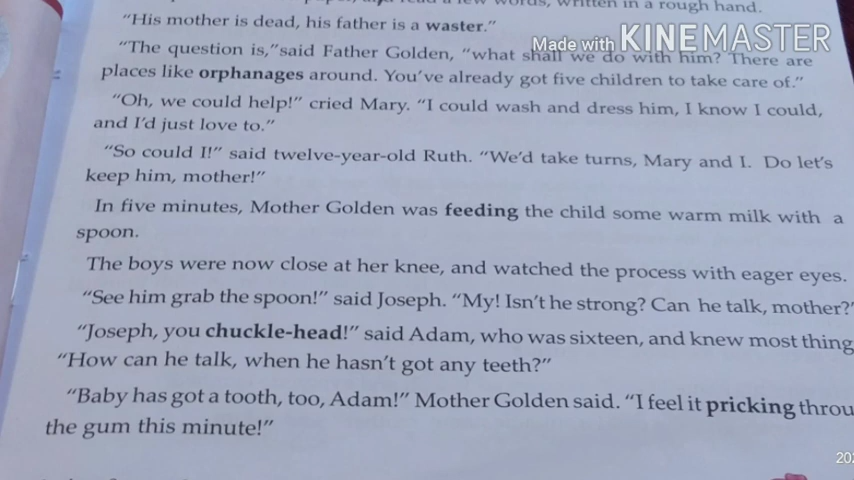 read a few words, written in a rough hand.
"His mother is dead, his father is a waster."
Made with KINEMASTER
"The question is,"said Father Golden, "what shall we do with him? There are
places like orphanages around. You've already got five children to take care of."
"Oh, we could help!" cried Mary. "I could wash and dress him, I know I could,
and I'd just love to."
"So could I!" said twelve-year-old Ruth. "We'd take turns, Mary and I. Do let's
keep him, mother!"
In five minutes, Mother Golden was feeding the child some warm milk with a
spoon.
The boys were now close at her knee, and watched the process with eager eyes.
"See him grab the spoon!" said Joseph. "My! Isn't he strong? Can he talk, mother?"
"Joseph, you chuckle-head!" said Adam, who was sixteen, and knew most thing
"How can he talk, when he hasn't got any teeth?"
"Baby has got a tooth, too, Adam!" Mother Golden said. "I feel it pricking throu
the gum this minute!"